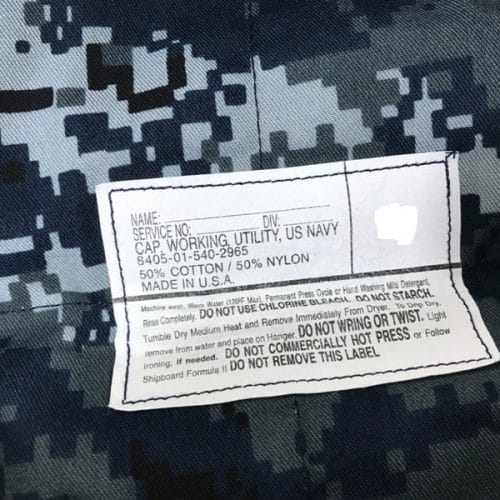 NAME:
SERVICE NO: DIV:
CAP, WORKING, UTILITY, US NAVY
8405-01-540-2965
50% COTTON / 50% NYLON
MADE IN U.S.A.
Machine wash, Warm Water (120F Max), Permanent Press Cycle or Hand Washing Mild Detergent,
Rinse Completely. DO NOT USE CHLORINE BLEACH. DO NOT STARCH.
Tumble Dry Medium Heat and Remove Immediately From Dryer. To Drip Dry,
remove from water and place on Hanger. DO NOT WRING OR TWIST. Light
ironing, if needed. DO NOT COMMERCIALLY HOT PRESS or Follow
Shipboard Formula II DO NOT REMOVE THIS LABEL